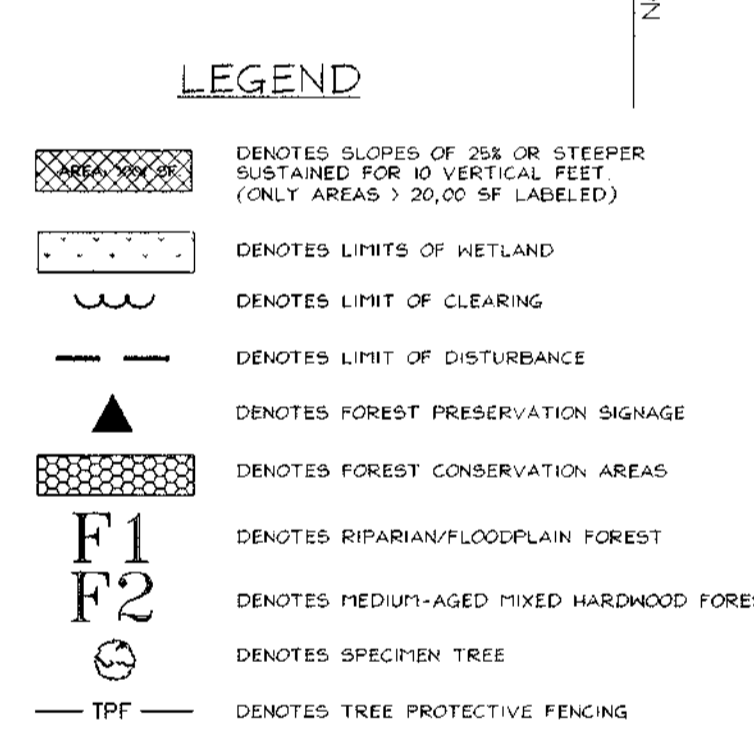 Z
LEGEND
AREA: XXX SF
DENOTES SLOPES OF 25% OR STEEPER
SUSTAINED FOR 10 VERTICAL FEET.
(ONLY AREAS > 20,00 SF LABELED)
DENOTES LIMITS OF WETLAND
DENOTES LIMIT OF CLEARING
DENOTES LIMIT OF DISTURBANCE
DENOTES FOREST PRESERVATION SIGNAGE
DENOTES FOREST CONSERVATION AREAS
F1 DENOTES RIPARIAN/FLOODPLAIN FOREST
F2 DENOTES MEDIUM-AGED MIXED HARDWOOD FORES
DENOTES SPECIMEN TREE
TPF DENOTES TREE PROTECTIVE FENCING